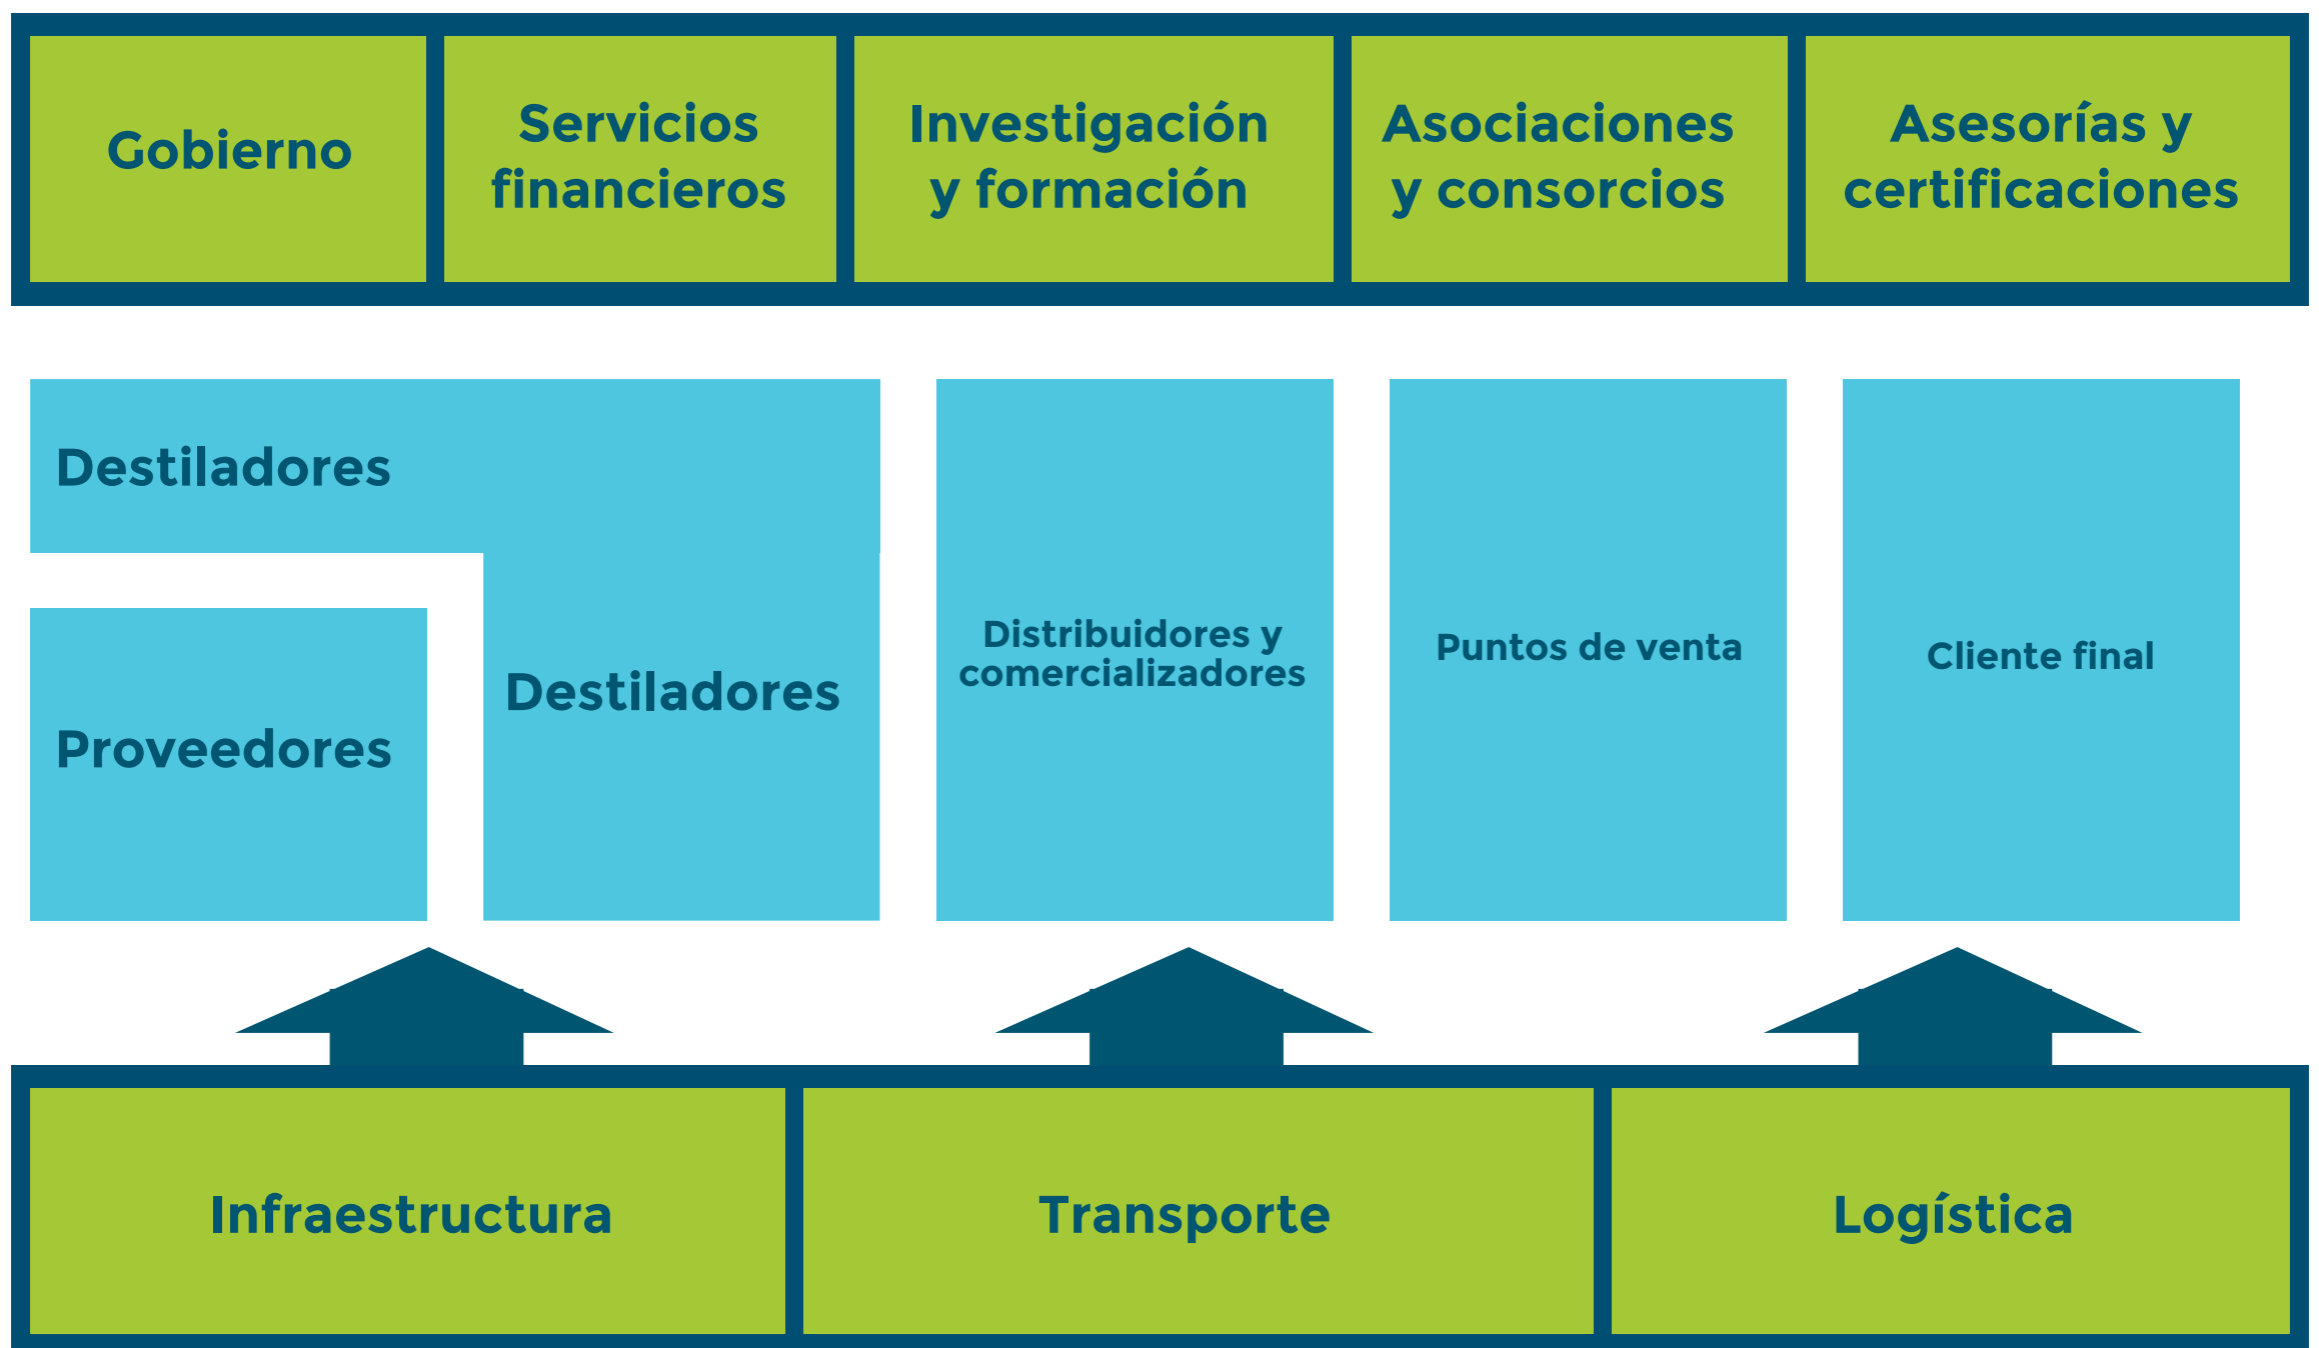 Gobierno
Servicios
financieros
Investigación
y formación
Asociaciones
y consorcios
Asesorías y
certificaciones
Destiladores
Proveedores
Destiladores
Distribuidores y
comercializadores
Puntos de venta
Cliente final
Infraestructura
Transporte
Logística